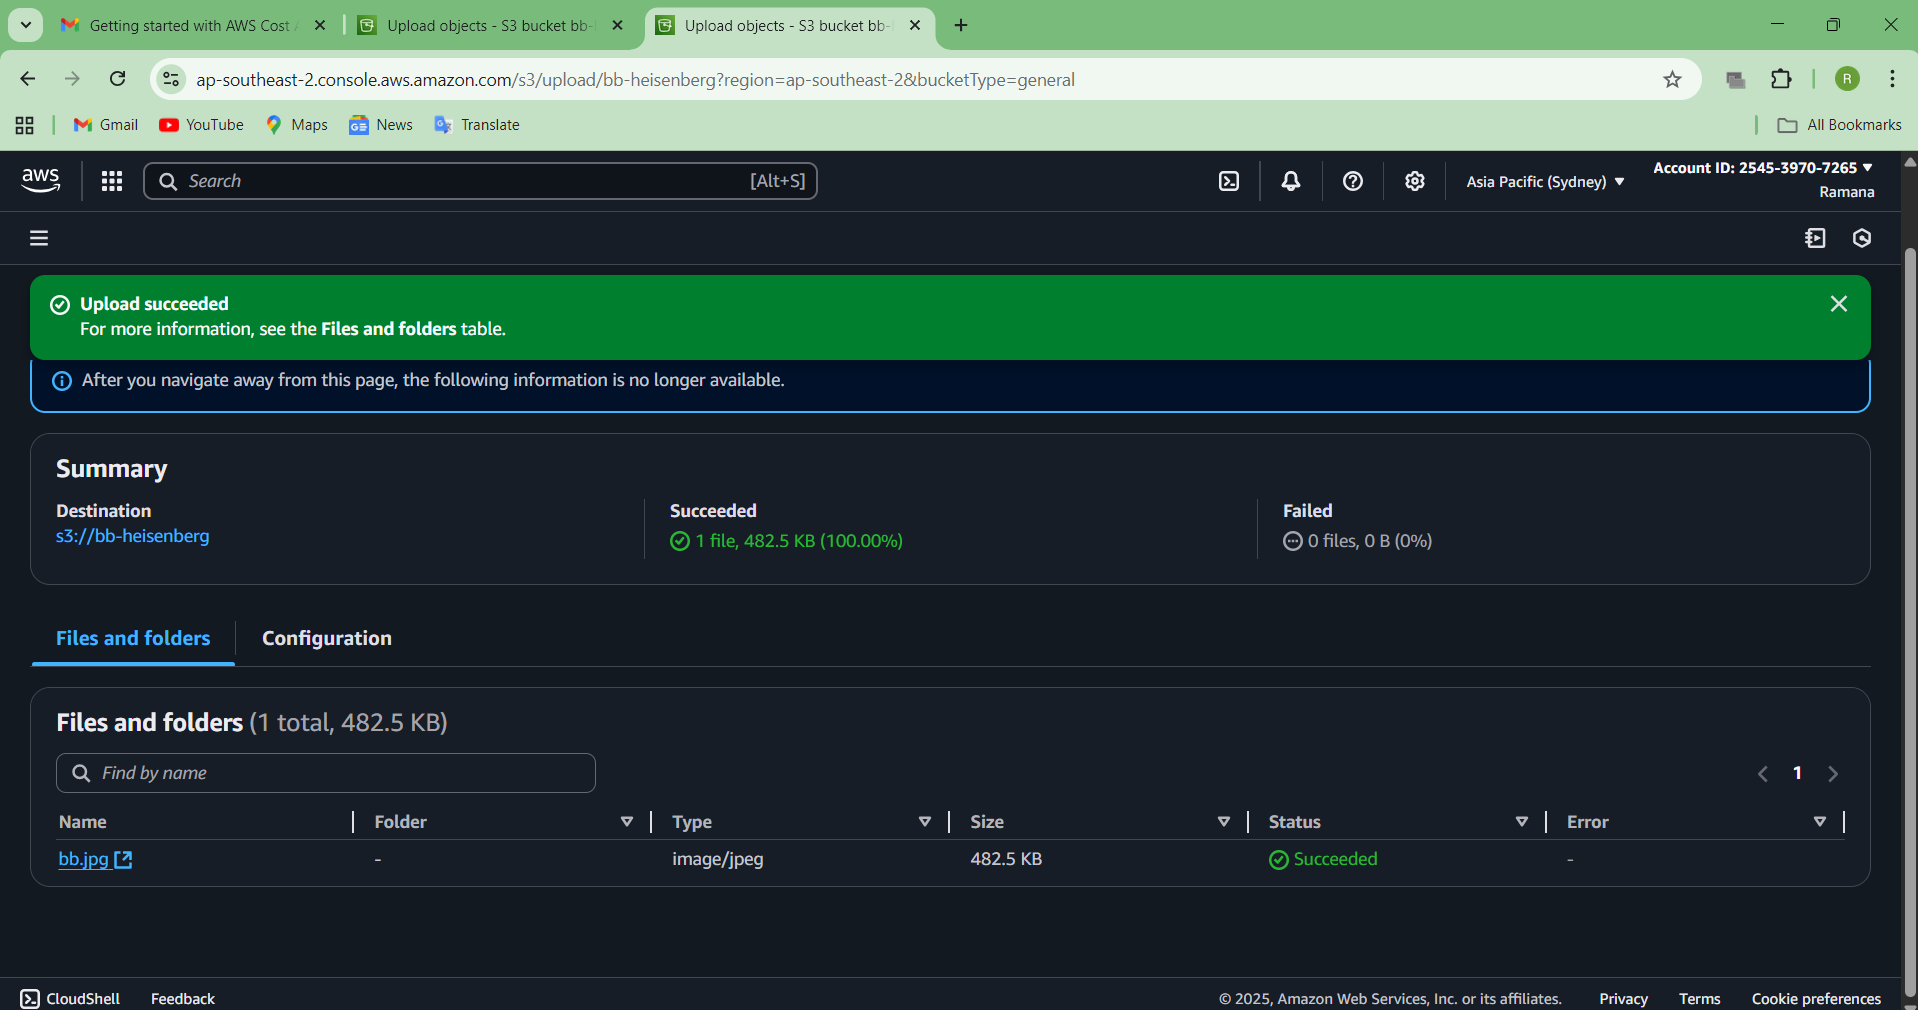 Getting started with AWS Cost A
Upload objects - S3 bucket bb-
Upload objects - S3 bucket bb-
ap-southeast-2.console.aws.amazon.com/s3/upload/bb-heisenberg?region=ap-southeast-2&bucketType=general
R
Gmail
YouTube
Maps
News
Translate
All Bookmarks
aws
Search
[Alt+S]
Asia Pacific (Sydney)
Account ID: 2545-3970-7265
Ramana
Upload succeeded
For more information, see the Files and folders table.
After you navigate away from this page, the following information is no longer available.
Summary
Destination
s3://bb-heisenberg
Succeeded
1 file, 482.5 KB (100.00%)
Failed
0 files, 0 B (0%)
Files and folders
Configuration
Files and folders (1 total, 482.5 KB)
Find by name
1
Name
Folder
Type
Size
Status
Error
bb.jpg
-
image/jpeg
482.5 KB
Succeeded
-
CloudShell
Feedback
© 2025, Amazon Web Services, Inc. or its affiliates.
Privacy
Terms
Cookie preferences